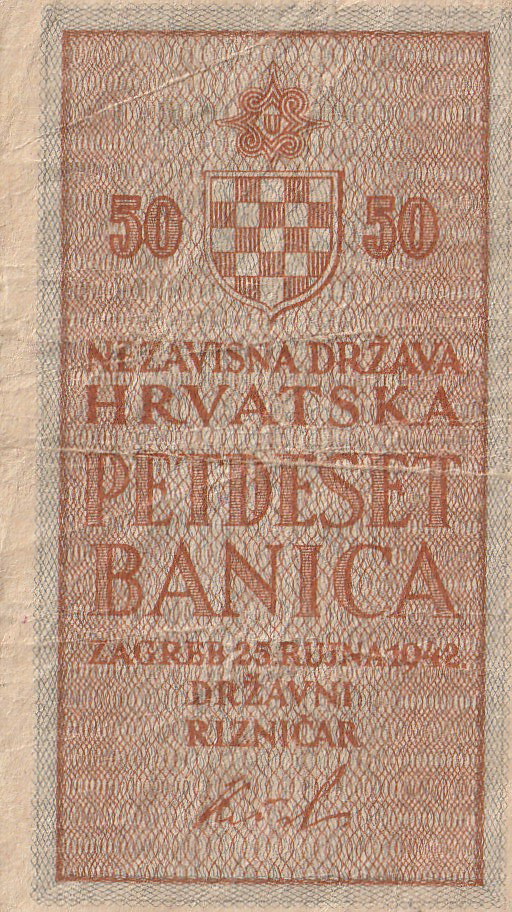 50 50
NEZAVISNA DRŽAVA
HRVATSKA
PETDESET
BANICA
ZAGREB 25. RUJNA 1942.
DRŽAVNI
RIZNIČAR